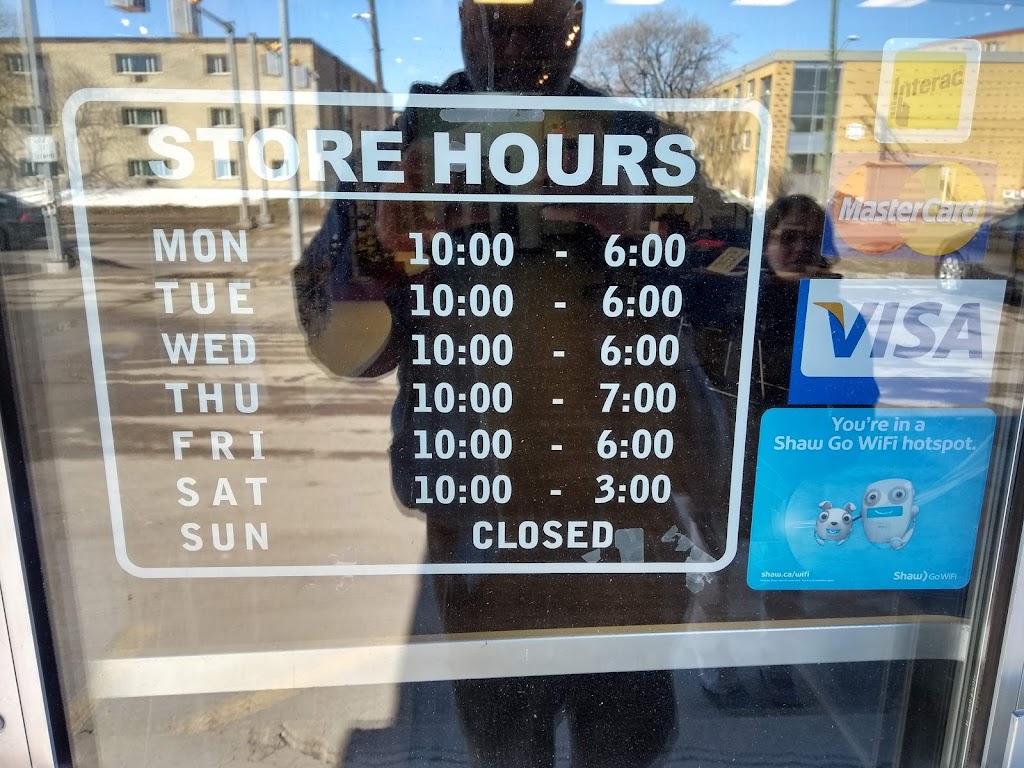 STORE HOURS
MON 10:00 - 6:00
TUE 10:00 - 6:00
WED 10:00 - 6:00
THU 10:00 - 7:00
FRI 10:00 - 6:00
SAT 10:00 - 3:00
SUN CLOSED
Interac
MasterCard
VISA
You're in a
Shaw Go WiFi hotspot.
shaw.ca/wifi
Shaw) Go WiFi